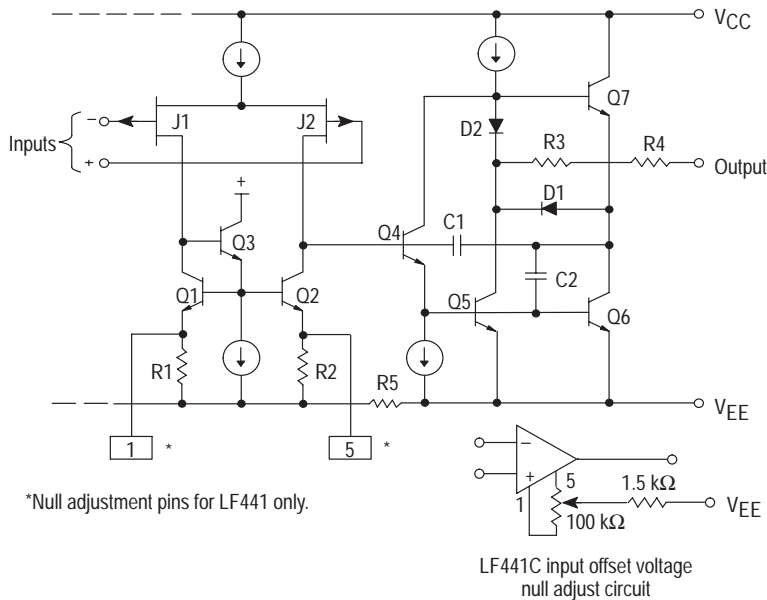 VCC
Q7
J1
J2
D2
R3
R4
Inputs
−
+
Output
D1
+
Q3
Q4
C1
C2
Q1
Q2
Q5
Q6
R1
R2
R5
VEE
1 *
5 *
*Null adjustment pins for LF441 only.
−
+
5
1
1.5 kΩ
VEE
100 kΩ
LF441C input offset voltage
null adjust circuit